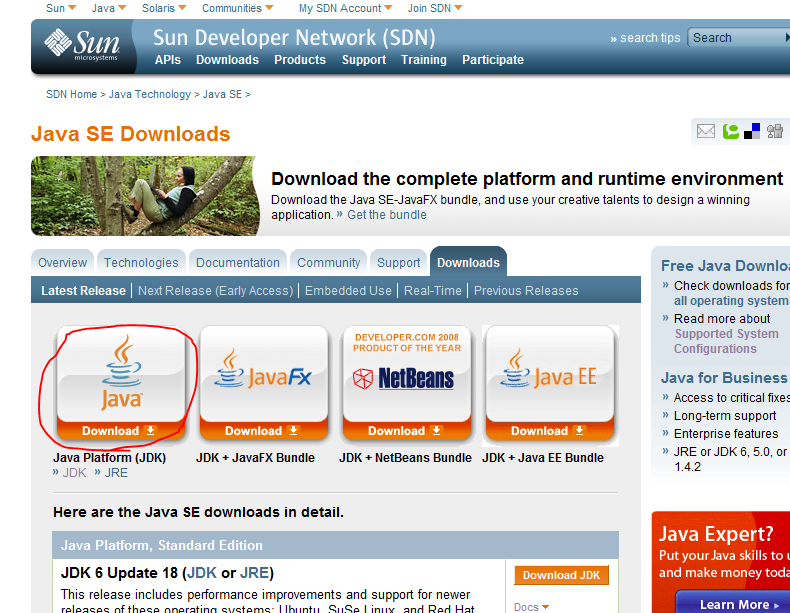 Sun Java Solaris Communities My SDN Account Join SDN
Sun microsystems
Sun Developer Network (SDN)
» search tips Search
APIs Downloads Products Support Training Participate
SDN Home > Java Technology > Java SE >
Java SE Downloads
Download the complete platform and runtime environment
Download the Java SE-JavaFX bundle, and use your creative talents to design a winning
application. » Get the bundle
Overview Technologies Documentation Community Support Downloads
Latest Release | Next Release (Early Access) | Embedded Use | Real-Time | Previous Releases
Java
Download
Java Platform (JDK)
» JDK » JRE
JavaFX
Download
JDK + JavaFX Bundle
DEVELOPER.COM 2008
PRODUCT OF THE YEAR
NetBeans
Download
JDK + NetBeans Bundle
Java EE
Download
JDK + Java EE Bundle
Here are the Java SE downloads in detail.
Java Platform, Standard Edition
JDK 6 Update 18 (JDK or JRE)
This release includes performance improvements and support for newer
releases of these operating systems: Ubuntu, SuSe Linux, and Red Hat
Download JDK
Docs
Free Java Downloa
» Check downloads for
all operating system
» Read more about
Supported System
Configurations
Java for Business
» Access to critical fixes
» Long-term support
» Enterprise features
» JRE or JDK 6, 5.0, or
1.4.2
Java Expert?
Put your Java skills to u
and make money toda
Learn More